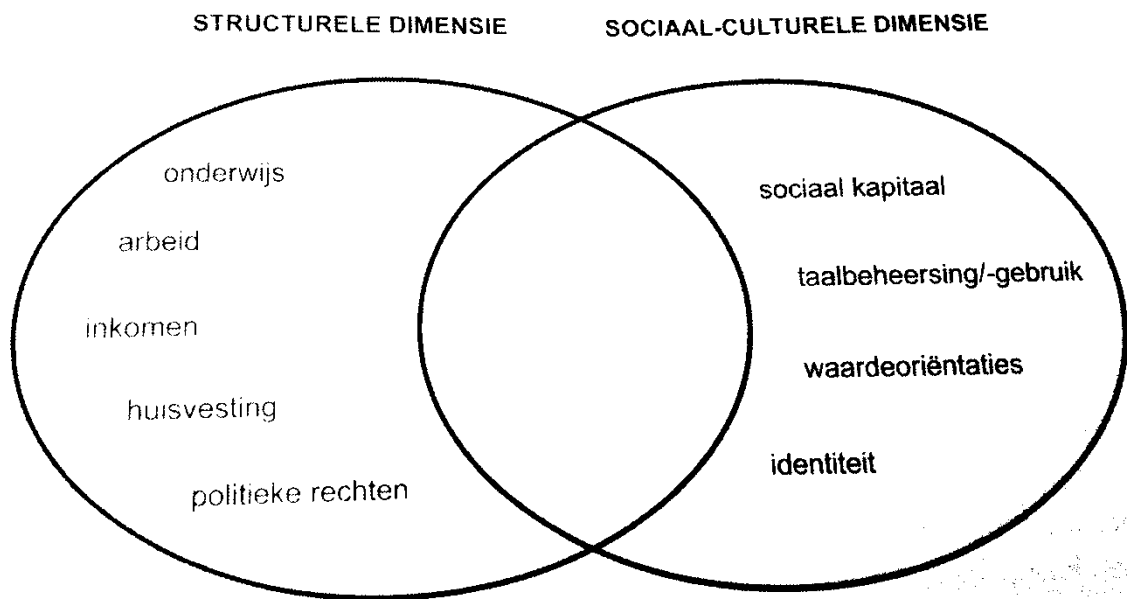 STRUCTURELE DIMENSIE
SOCIAAL-CULTURELE DIMENSIE
onderwijs
arbeid
inkomen
huisvesting
politieke rechten
sociaal kapitaal
taalbeheersing/-gebruik
waardeoriëntaties
identiteit